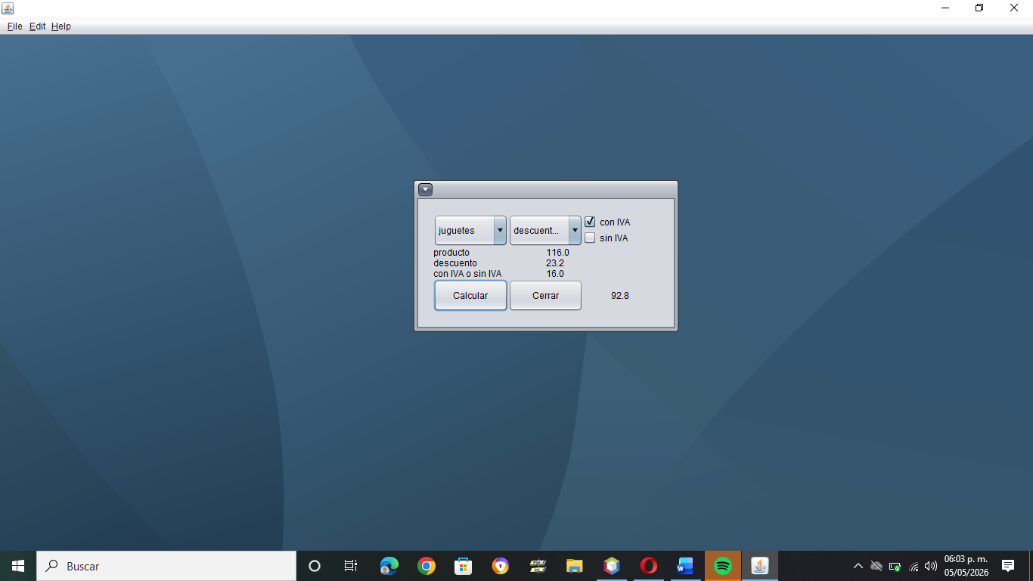 File Edit Help
juguetes descuent... con IVA
sin IVA
producto 116.0
descuento 23.2
con IVA o sin IVA 16.0
Calcular Cerrar 92.8
Buscar
06:03 p. m.
05/05/2026